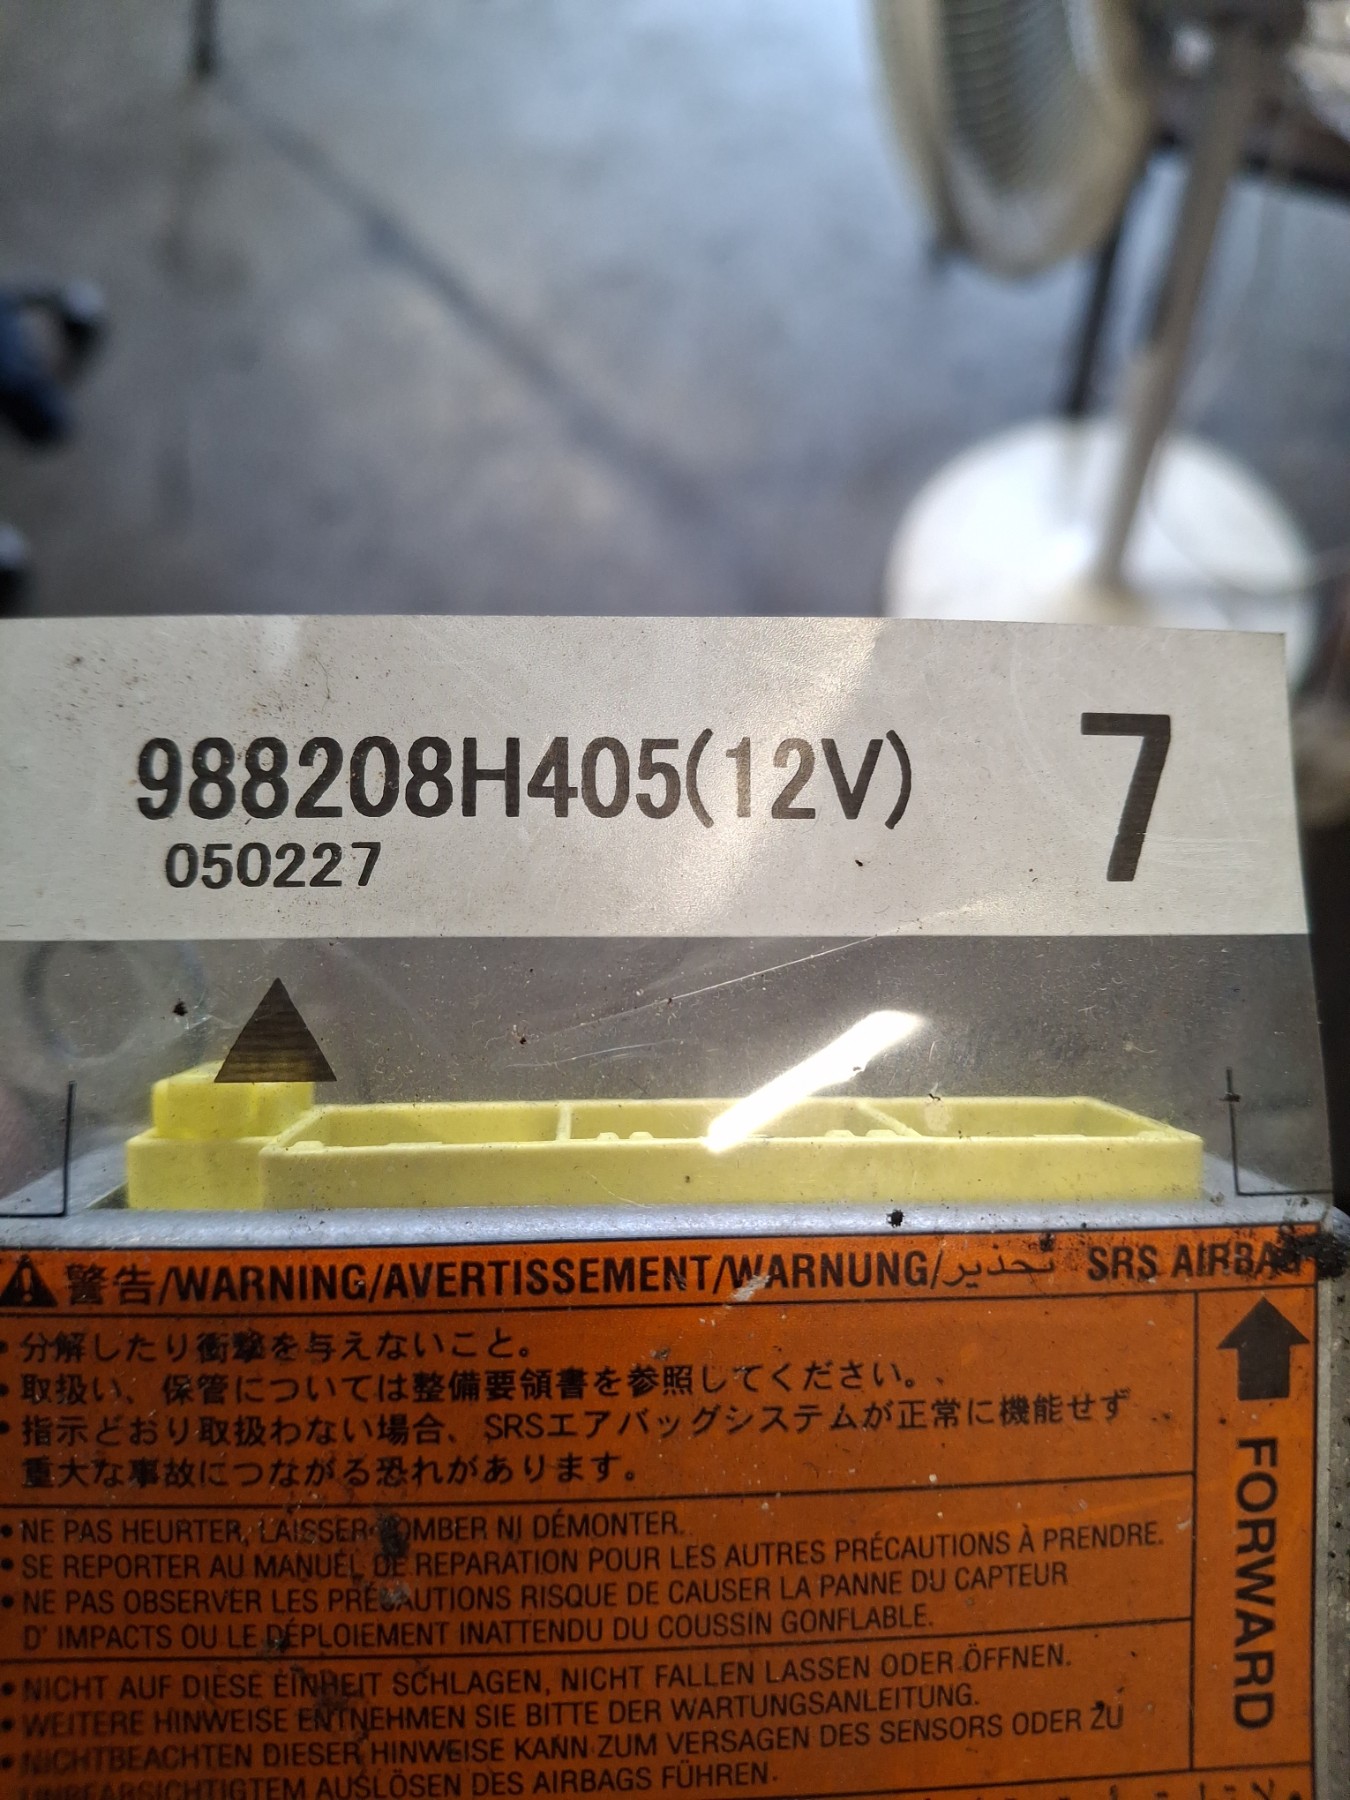 988208H405(12V)
7
050227
警告/WARNING/AVERTISSEMENT/WARNUNG/تحذير SRS AIRBAG
• 分解したり衝撃を与えないこと。
• 取扱い、保管については整備要領書を参照してください。
• 指示どおり取扱わない場合、SRSエアバッグシステムが正常に機能せず
重大な事故につながる恐れがあります。
FORWARD
• NE PAS HEURTER, LAISSER TOMBER NI DÉMONTER.
• SE REPORTER AU MANUEL DE REPARATION POUR LES AUTRES PRÉCAUTIONS À PRENDRE.
• NE PAS OBSERVER LES PRÉCAUTIONS RISQUE DE CAUSER LA PANNE DU CAPTEUR
D' IMPACTS OU LE DÉPLOIEMENT INATTENDU DU COUSSIN GONFLABLE.
• NICHT AUF DIESE EINHEIT SCHLAGEN, NICHT FALLEN LASSEN ODER ÖFFNEN.
• WEITERE HINWEISE ENTNEHMEN SIE BITTE DER WARTUNGSANLEITUNG.
• NICHTBEACHTEN DIESER HINWEISE KANN ZUM VERSAGEN DES SENSORS ODER ZU
UNBEABSICHTIGTEM AUSLÖSEN DES AIRBAGS FÜHREN.